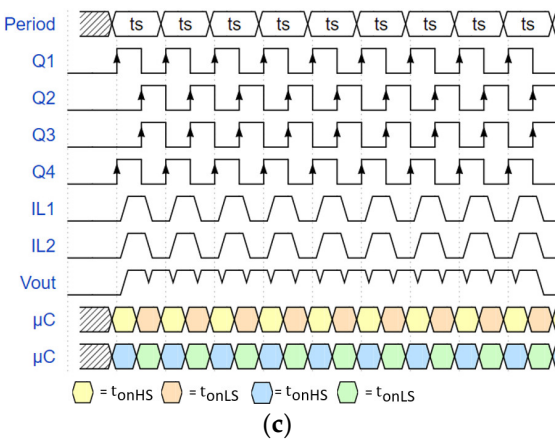 Period ts ts ts ts ts ts ts ts ts
Q1
Q2
Q3
Q4
IL1
IL2
Vout
μC
μC
= tonHS = tonLS = tonHS = tonLS
(c)